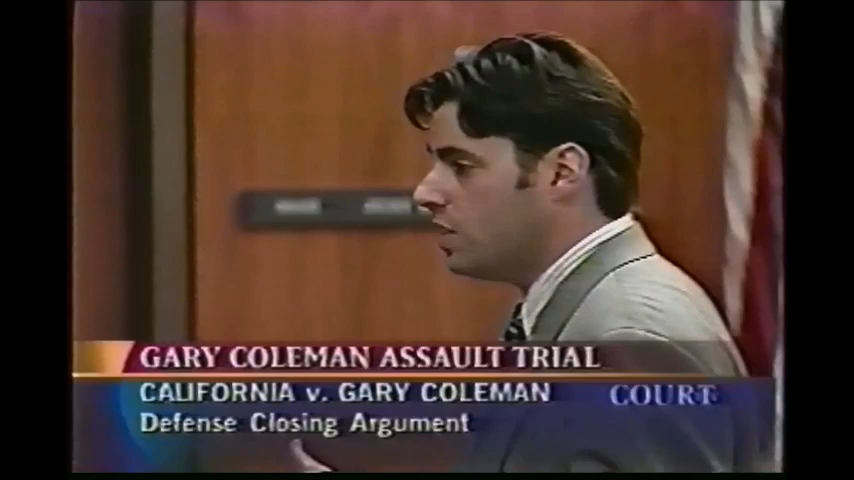 GARY COLEMAN ASSAULT TRIAL
CALIFORNIA v. GARY COLEMAN
COURT
Defense Closing Argument